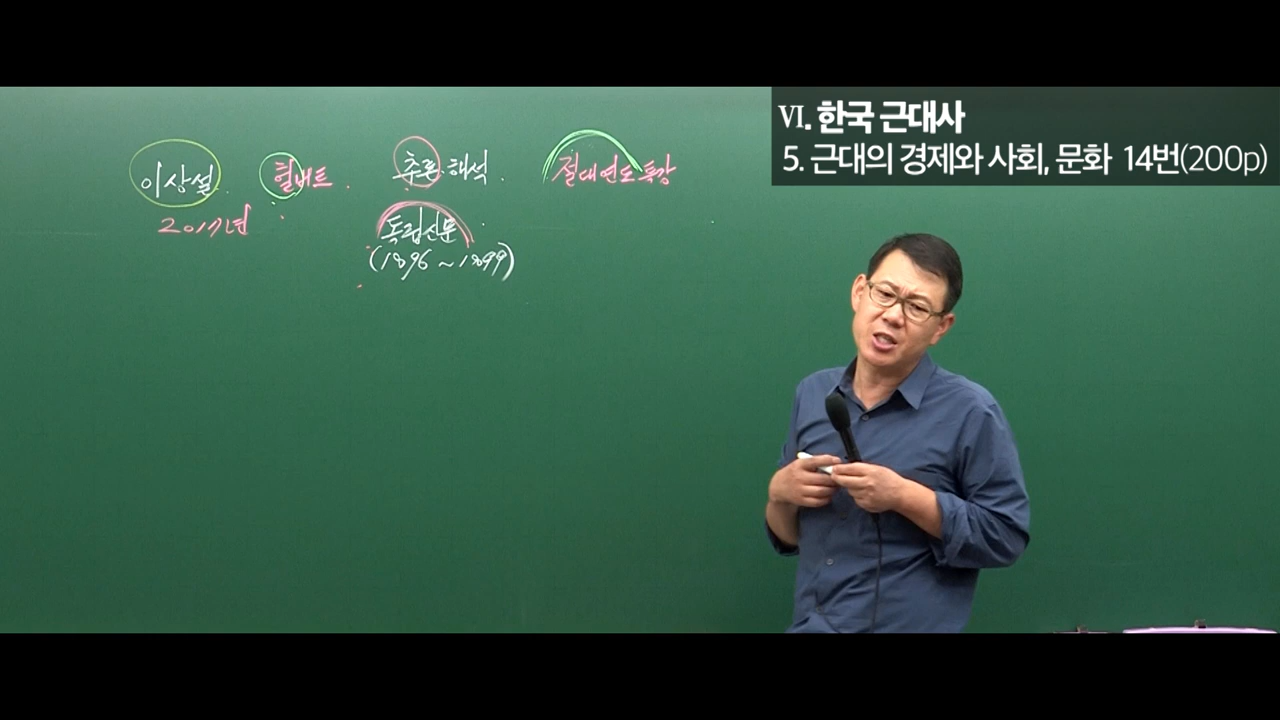 Ⅵ. 한국 근대사
5. 근대의 경제와 사회, 문화 14번(200p)
이상설. 헐버트. 추론·해석. 절대연도 특강
2017년 독립신문
(1896~1899)